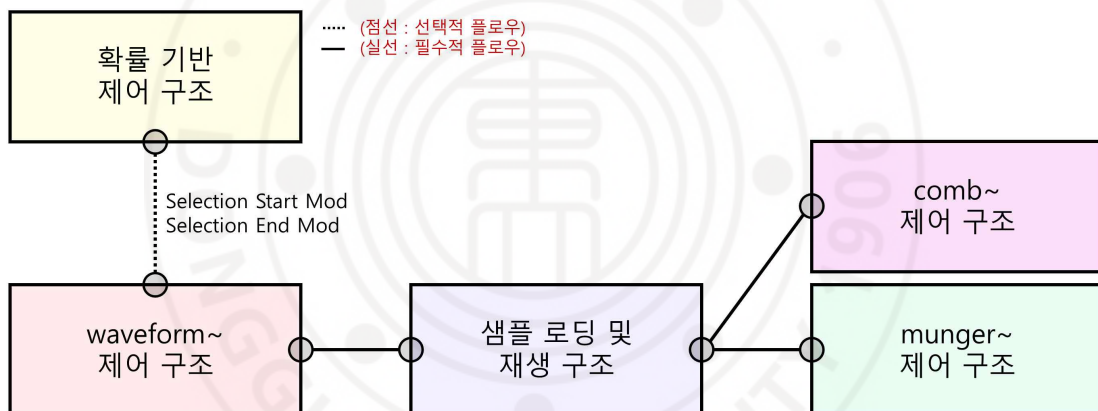 확률 기반
제어 구조
(점선 : 선택적 플로우)
(실선 : 필수적 플로우)
Selection Start Mod
Selection End Mod
comb~
제어 구조
waveform~
제어 구조
샘플 로딩 및
재생 구조
munger~
제어 구조
1906